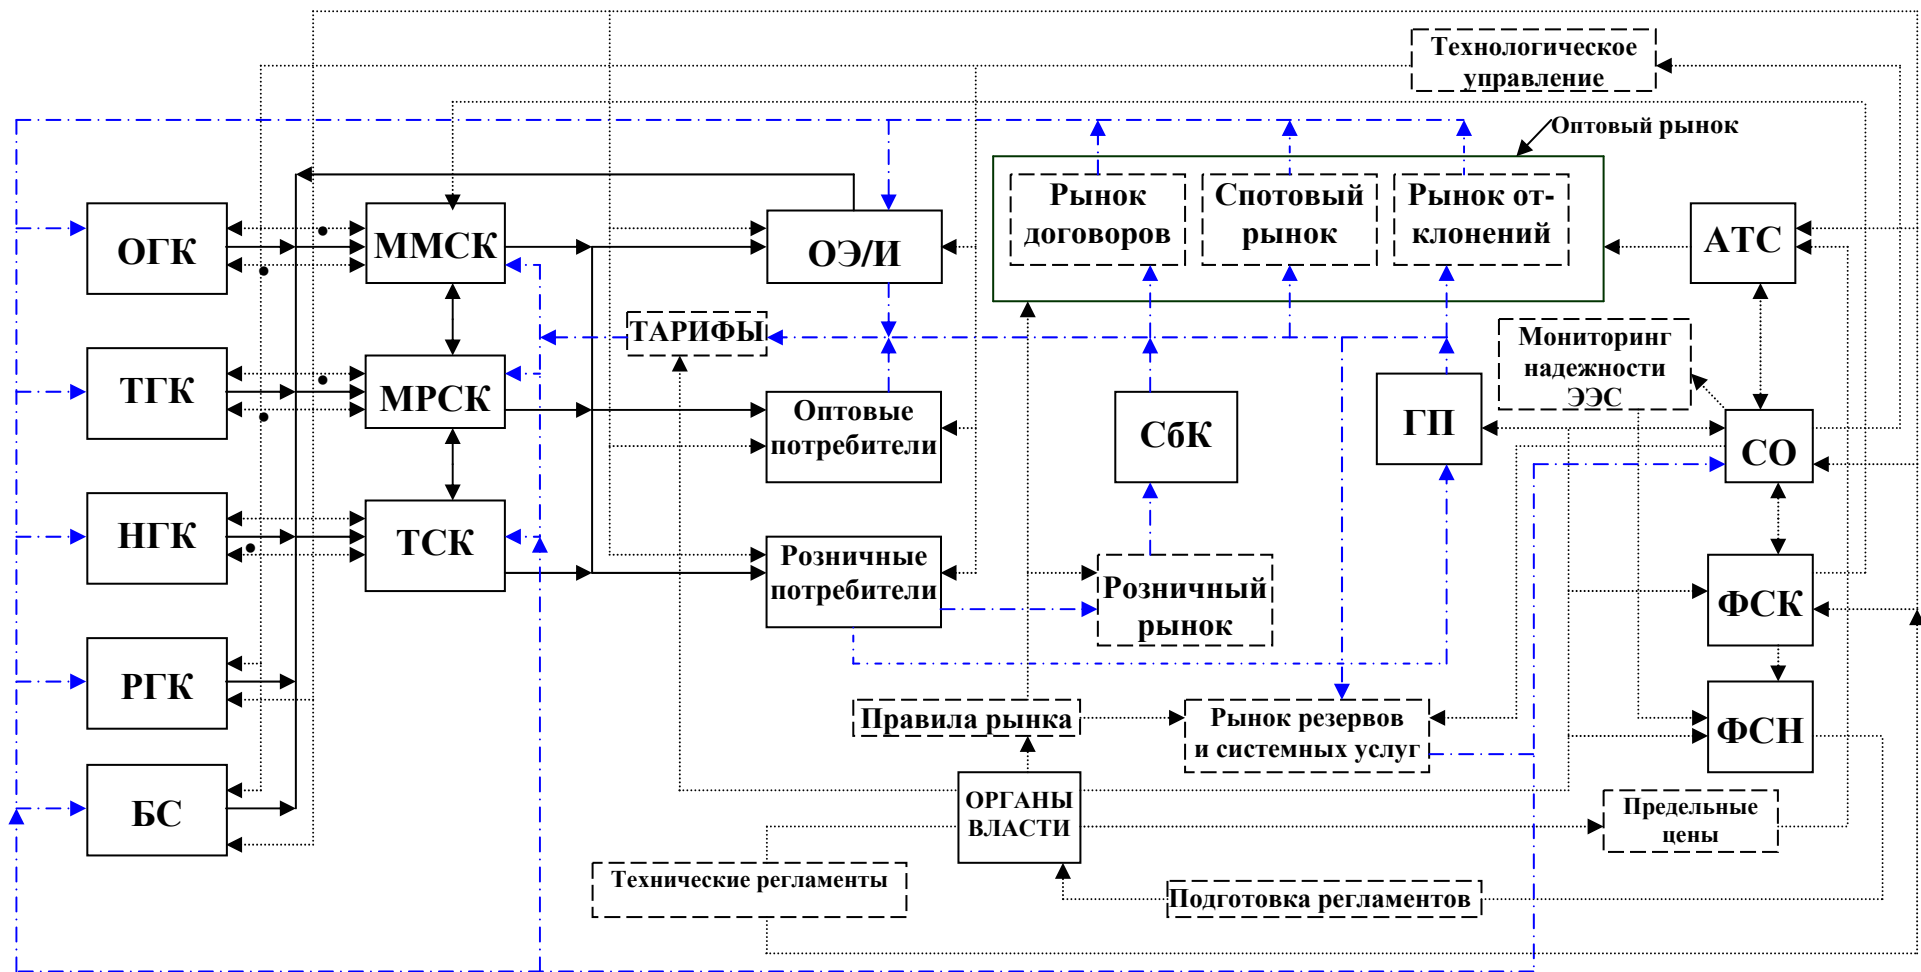 Технологическое
управление
Оптовый рынок
Рынок
договоров
Спотовый
рынок
Рынок от-
клонений
ОГК
ММСК
ОЭ/И
АТС
ТАРИФЫ
Мониторинг
надежности
ЭЭС
ТГК
МРСК
Оптовые
потребители
СбК
ГП
СО
НГК
ТСК
Розничные
потребители
Розничный
рынок
ФСК
РГК
Правила рынка
Рынок резервов
и системных услуг
ФСН
БС
ОРГАНЫ
ВЛАСТИ
Предельные
цены
Технические регламенты
Подготовка регламентов